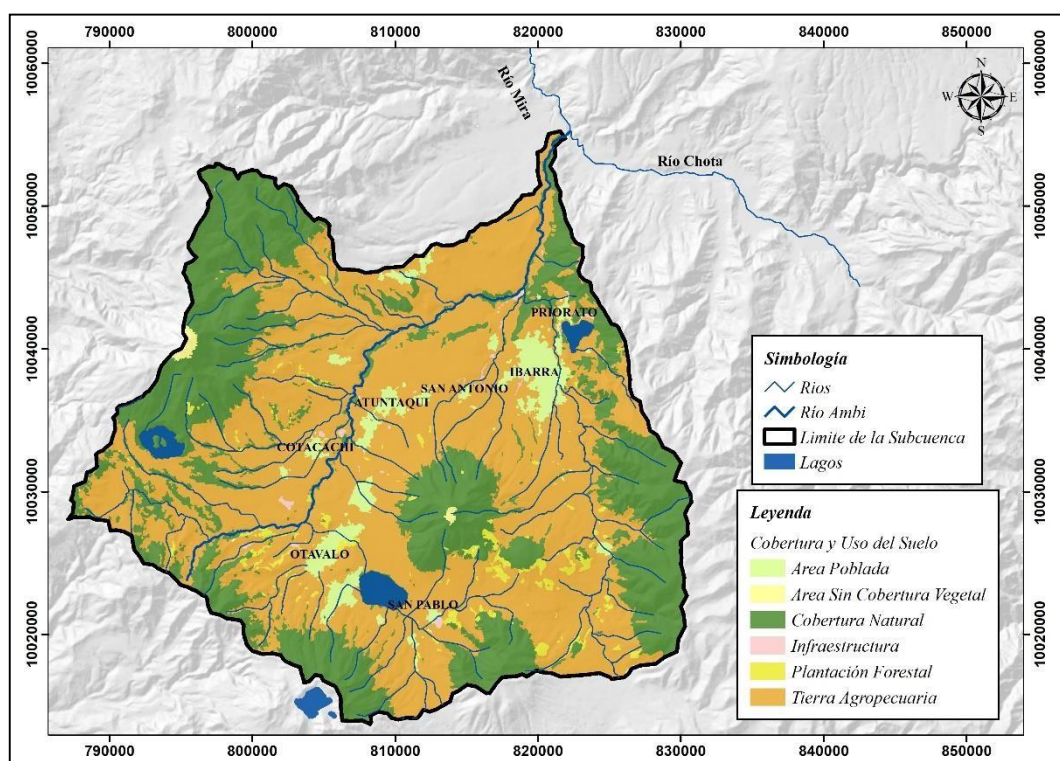 790000 800000 810000 820000 830000 840000 850000
10060000 10060000
N
W E
S
Río Mira
Río Chota
10050000 10050000
PRIORATO
10040000 10040000
IBARRA
SAN ANTONIO
ATUNTAQUI
COTACACHI
10030000 10030000
OTAVALO
SAN PABLO
10020000 10020000
Simbología
Rios
Río Ambi
Limite de la Subcuenca
Lagos
Leyenda
Cobertura y Uso del Suelo
Area Poblada
Area Sin Cobertura Vegetal
Cobertura Natural
Infraestructura
Plantación Forestal
Tierra Agropecuaria
790000 800000 810000 820000 830000 840000 850000